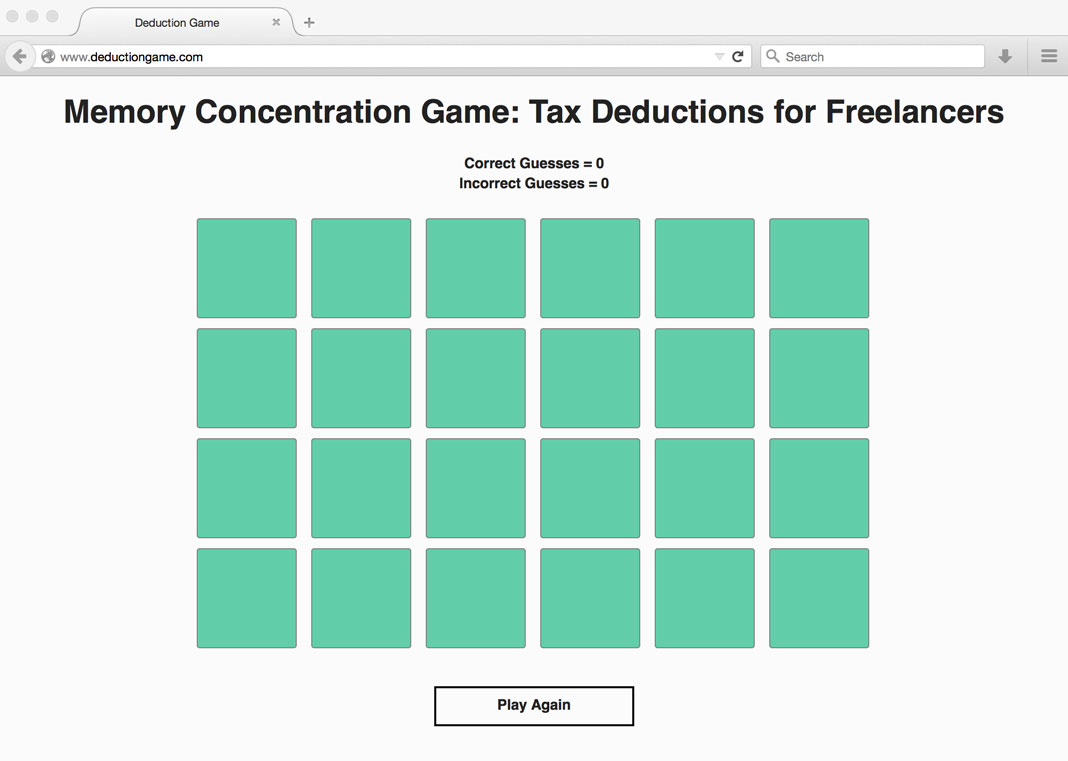 Deduction Game
www.deductiongame.com
Search
Memory Concentration Game: Tax Deductions for Freelancers
Correct Guesses = 0
Incorrect Guesses = 0
Play Again